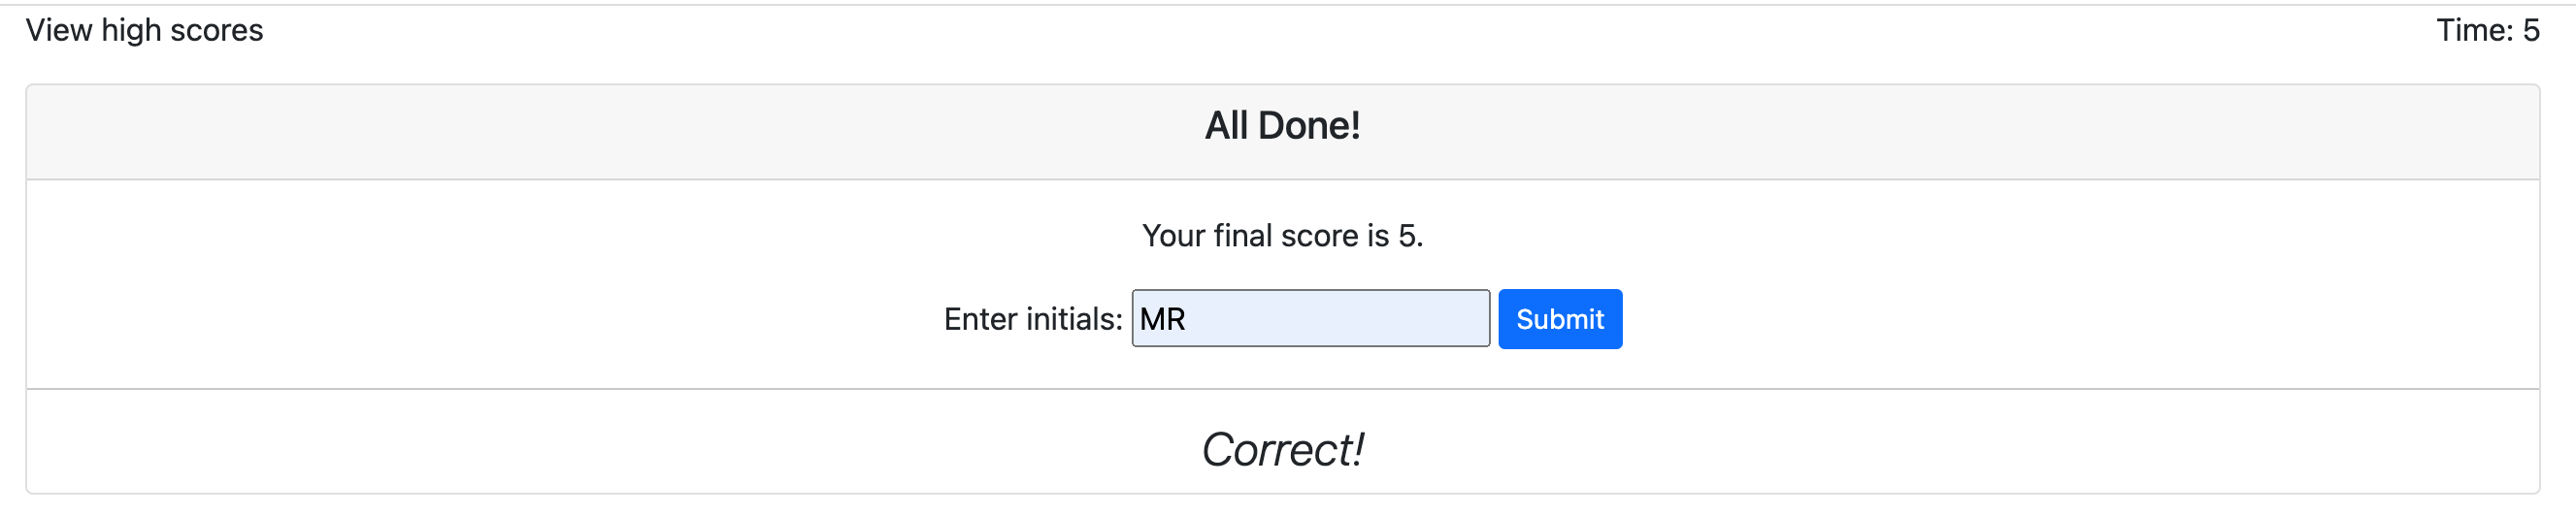 View high scores Time: 5
All Done!
Your final score is 5.
Enter initials: MR Submit
Correct!